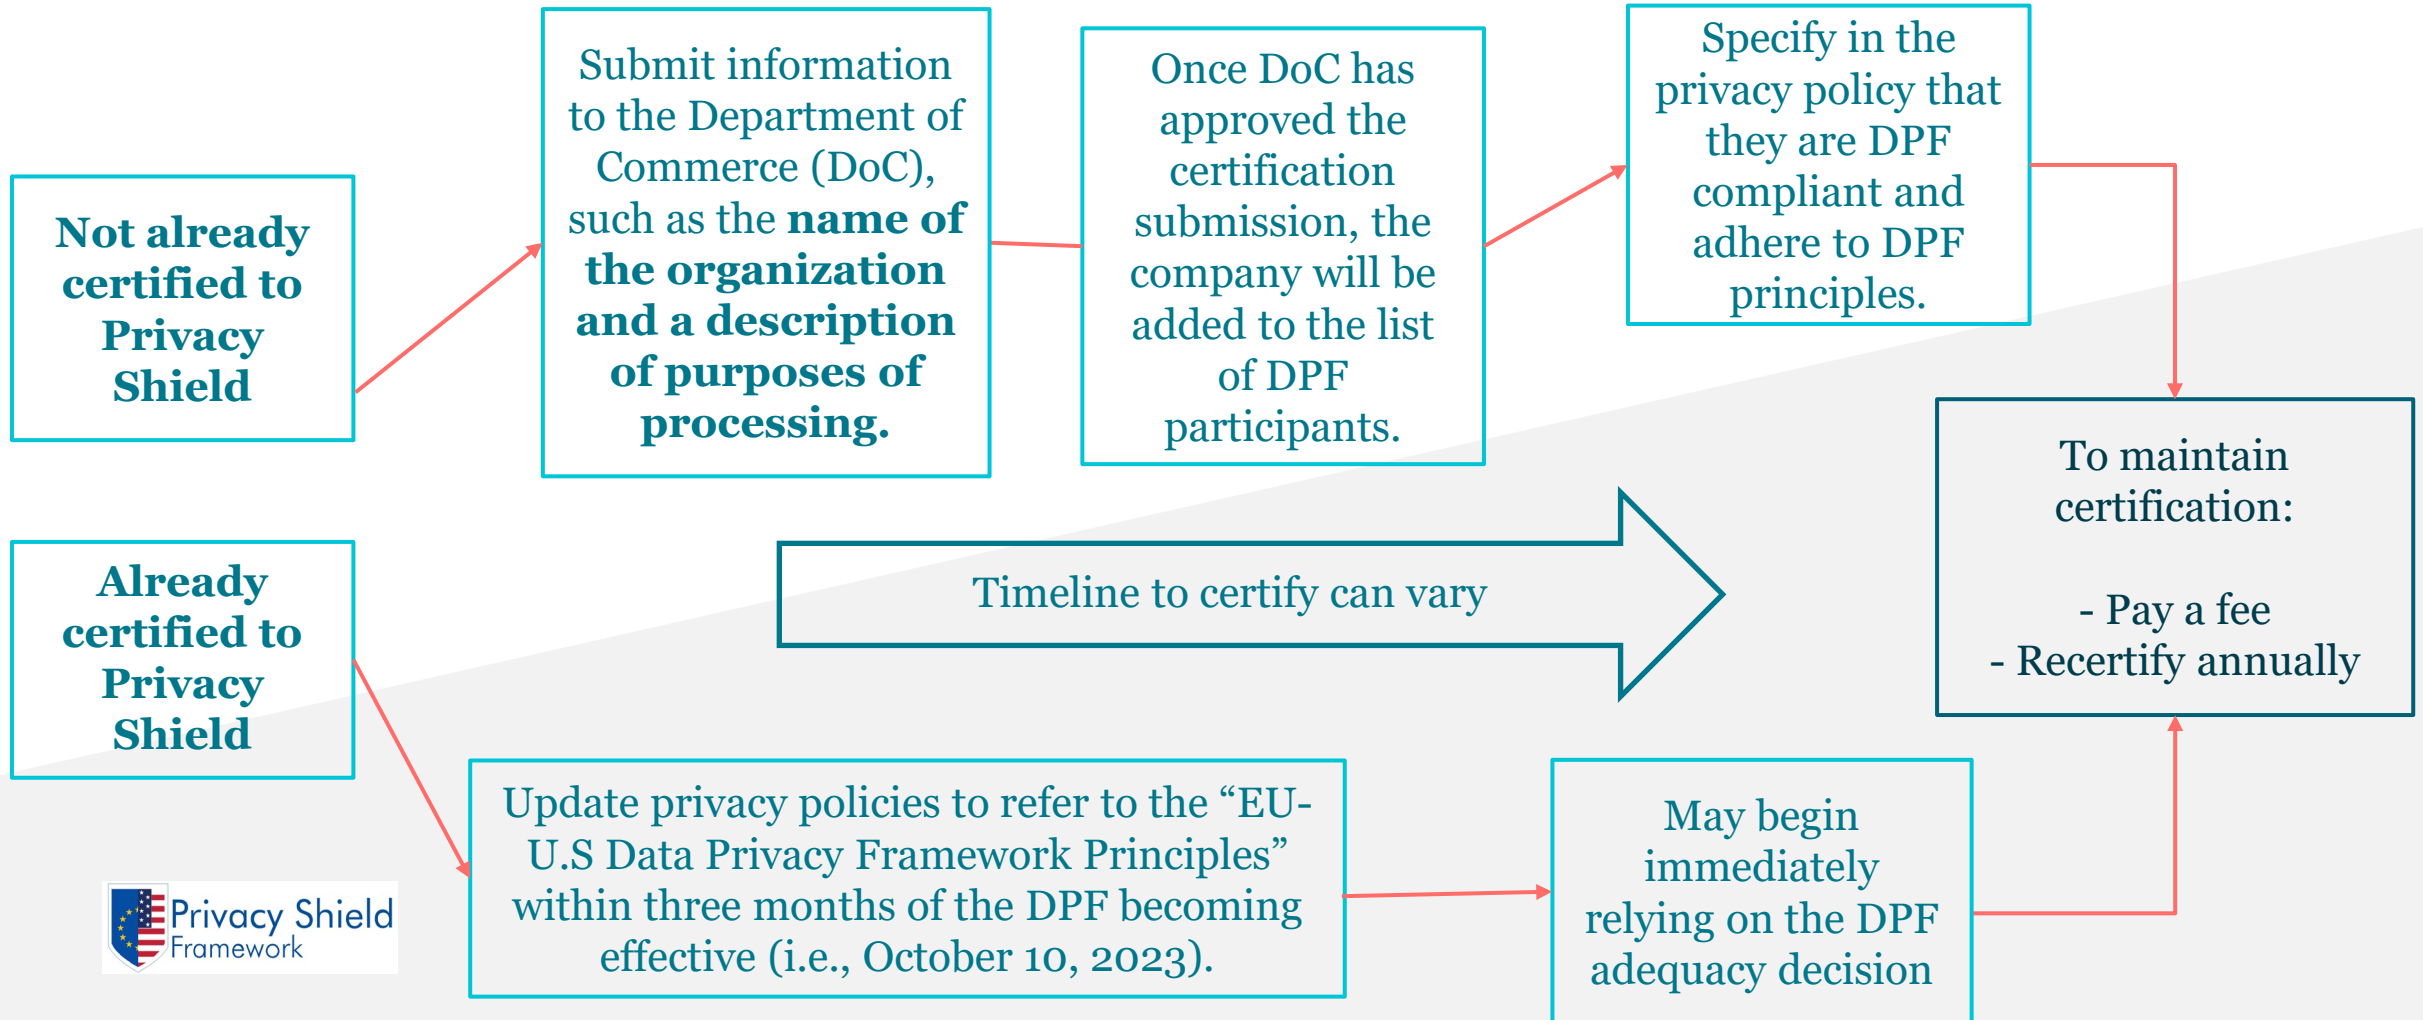 Not already
certified to
Privacy
Shield
Submit information
to the Department of
Commerce (DoC),
such as the name of
the organization
and a description
of purposes of
processing.
Once DoC has
approved the
certification
submission, the
company will be
added to the list
of DPF
participants.
Specify in the
privacy policy that
they are DPF
compliant and
adhere to DPF
principles.
To maintain
certification:
- Pay a fee
- Recertify annually
Timeline to certify can vary
Already
certified to
Privacy
Shield
Update privacy policies to refer to the “EU-
U.S Data Privacy Framework Principles”
within three months of the DPF becoming
effective (i.e., October 10, 2023).
May begin
immediately
relying on the DPF
adequacy decision
Privacy Shield
Framework